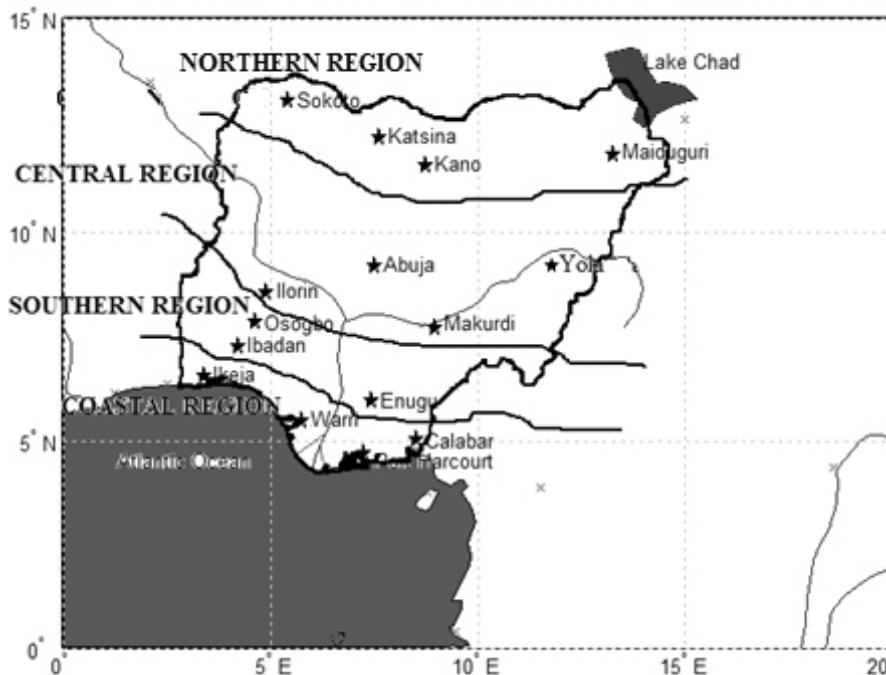 15° N
NORTHERN REGION
Lake Chad
Sokoto
Katsina
Kano
Maiduguri
CENTRAL REGION
10° N
Abuja
Yola
Ilorin
SOUTHERN REGION
Osogbo
Makurdi
Ibadan
Ikeja
COASTAL REGION
Enugu
Warri
5° N
Calabar
Atlantic Ocean
Harcourt
0°
0°
5° E
10° E
15° E
20